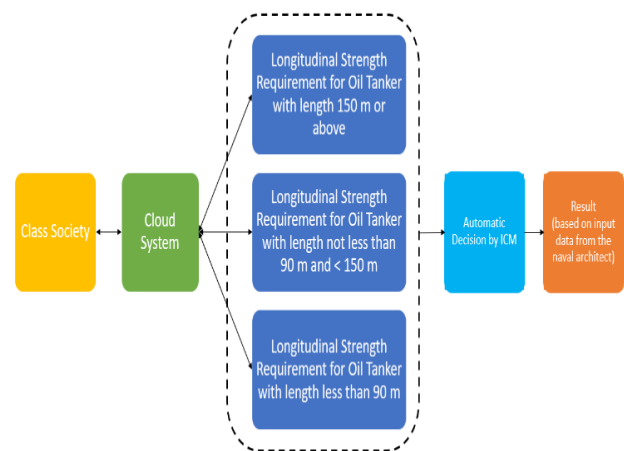 Longitudinal Strength
Requirement for Oil Tanker
with length 150 m or
above
Class Society
Cloud
System
Longitudinal Strength
Requirement for Oil Tanker
with length not less than
90 m and < 150 m
Automatic
Decision by ICM
Result
(based on input
data from the
naval architect)
Longitudinal Strength
Requirement for Oil Tanker
with length less than 90 m